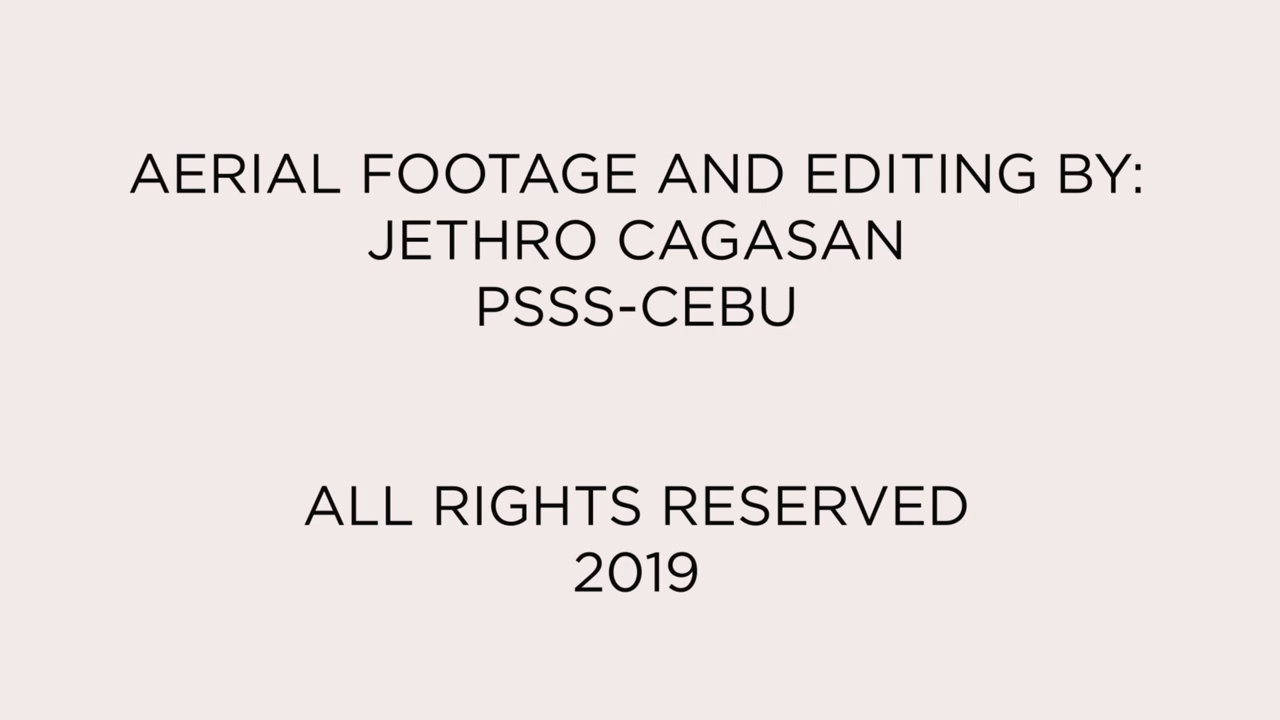 AERIAL FOOTAGE AND EDITING BY:
JETHRO CAGASAN
PSSS-CEBU
ALL RIGHTS RESERVED
2019